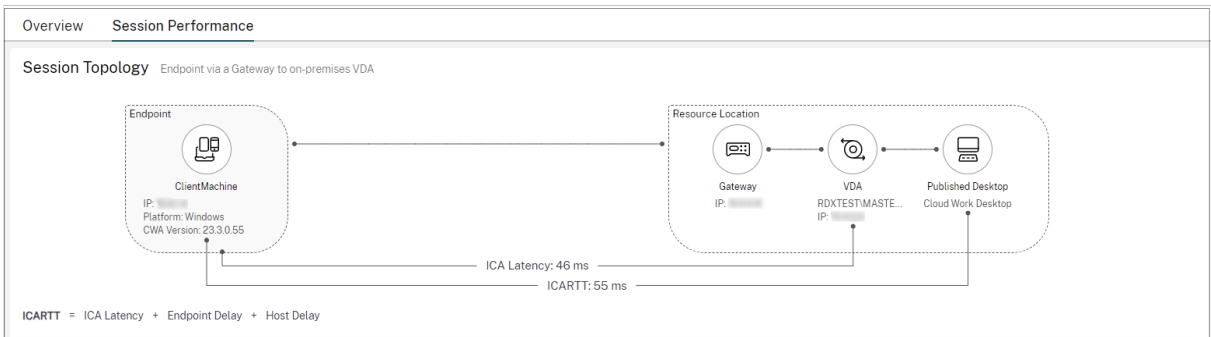 Overview Session Performance
Session Topology Endpoint via a Gateway to on-premises VDA
Endpoint
ClientMachine
IP:
Platform: Windows
CWA Version: 23.3.0.55
Resource Location
Gateway
IP:
VDA
RDXTEST\MASTE...
IP:
Published Desktop
Cloud Work Desktop
ICA Latency: 46 ms
ICARTT: 55 ms
ICARTT = ICA Latency + Endpoint Delay + Host Delay